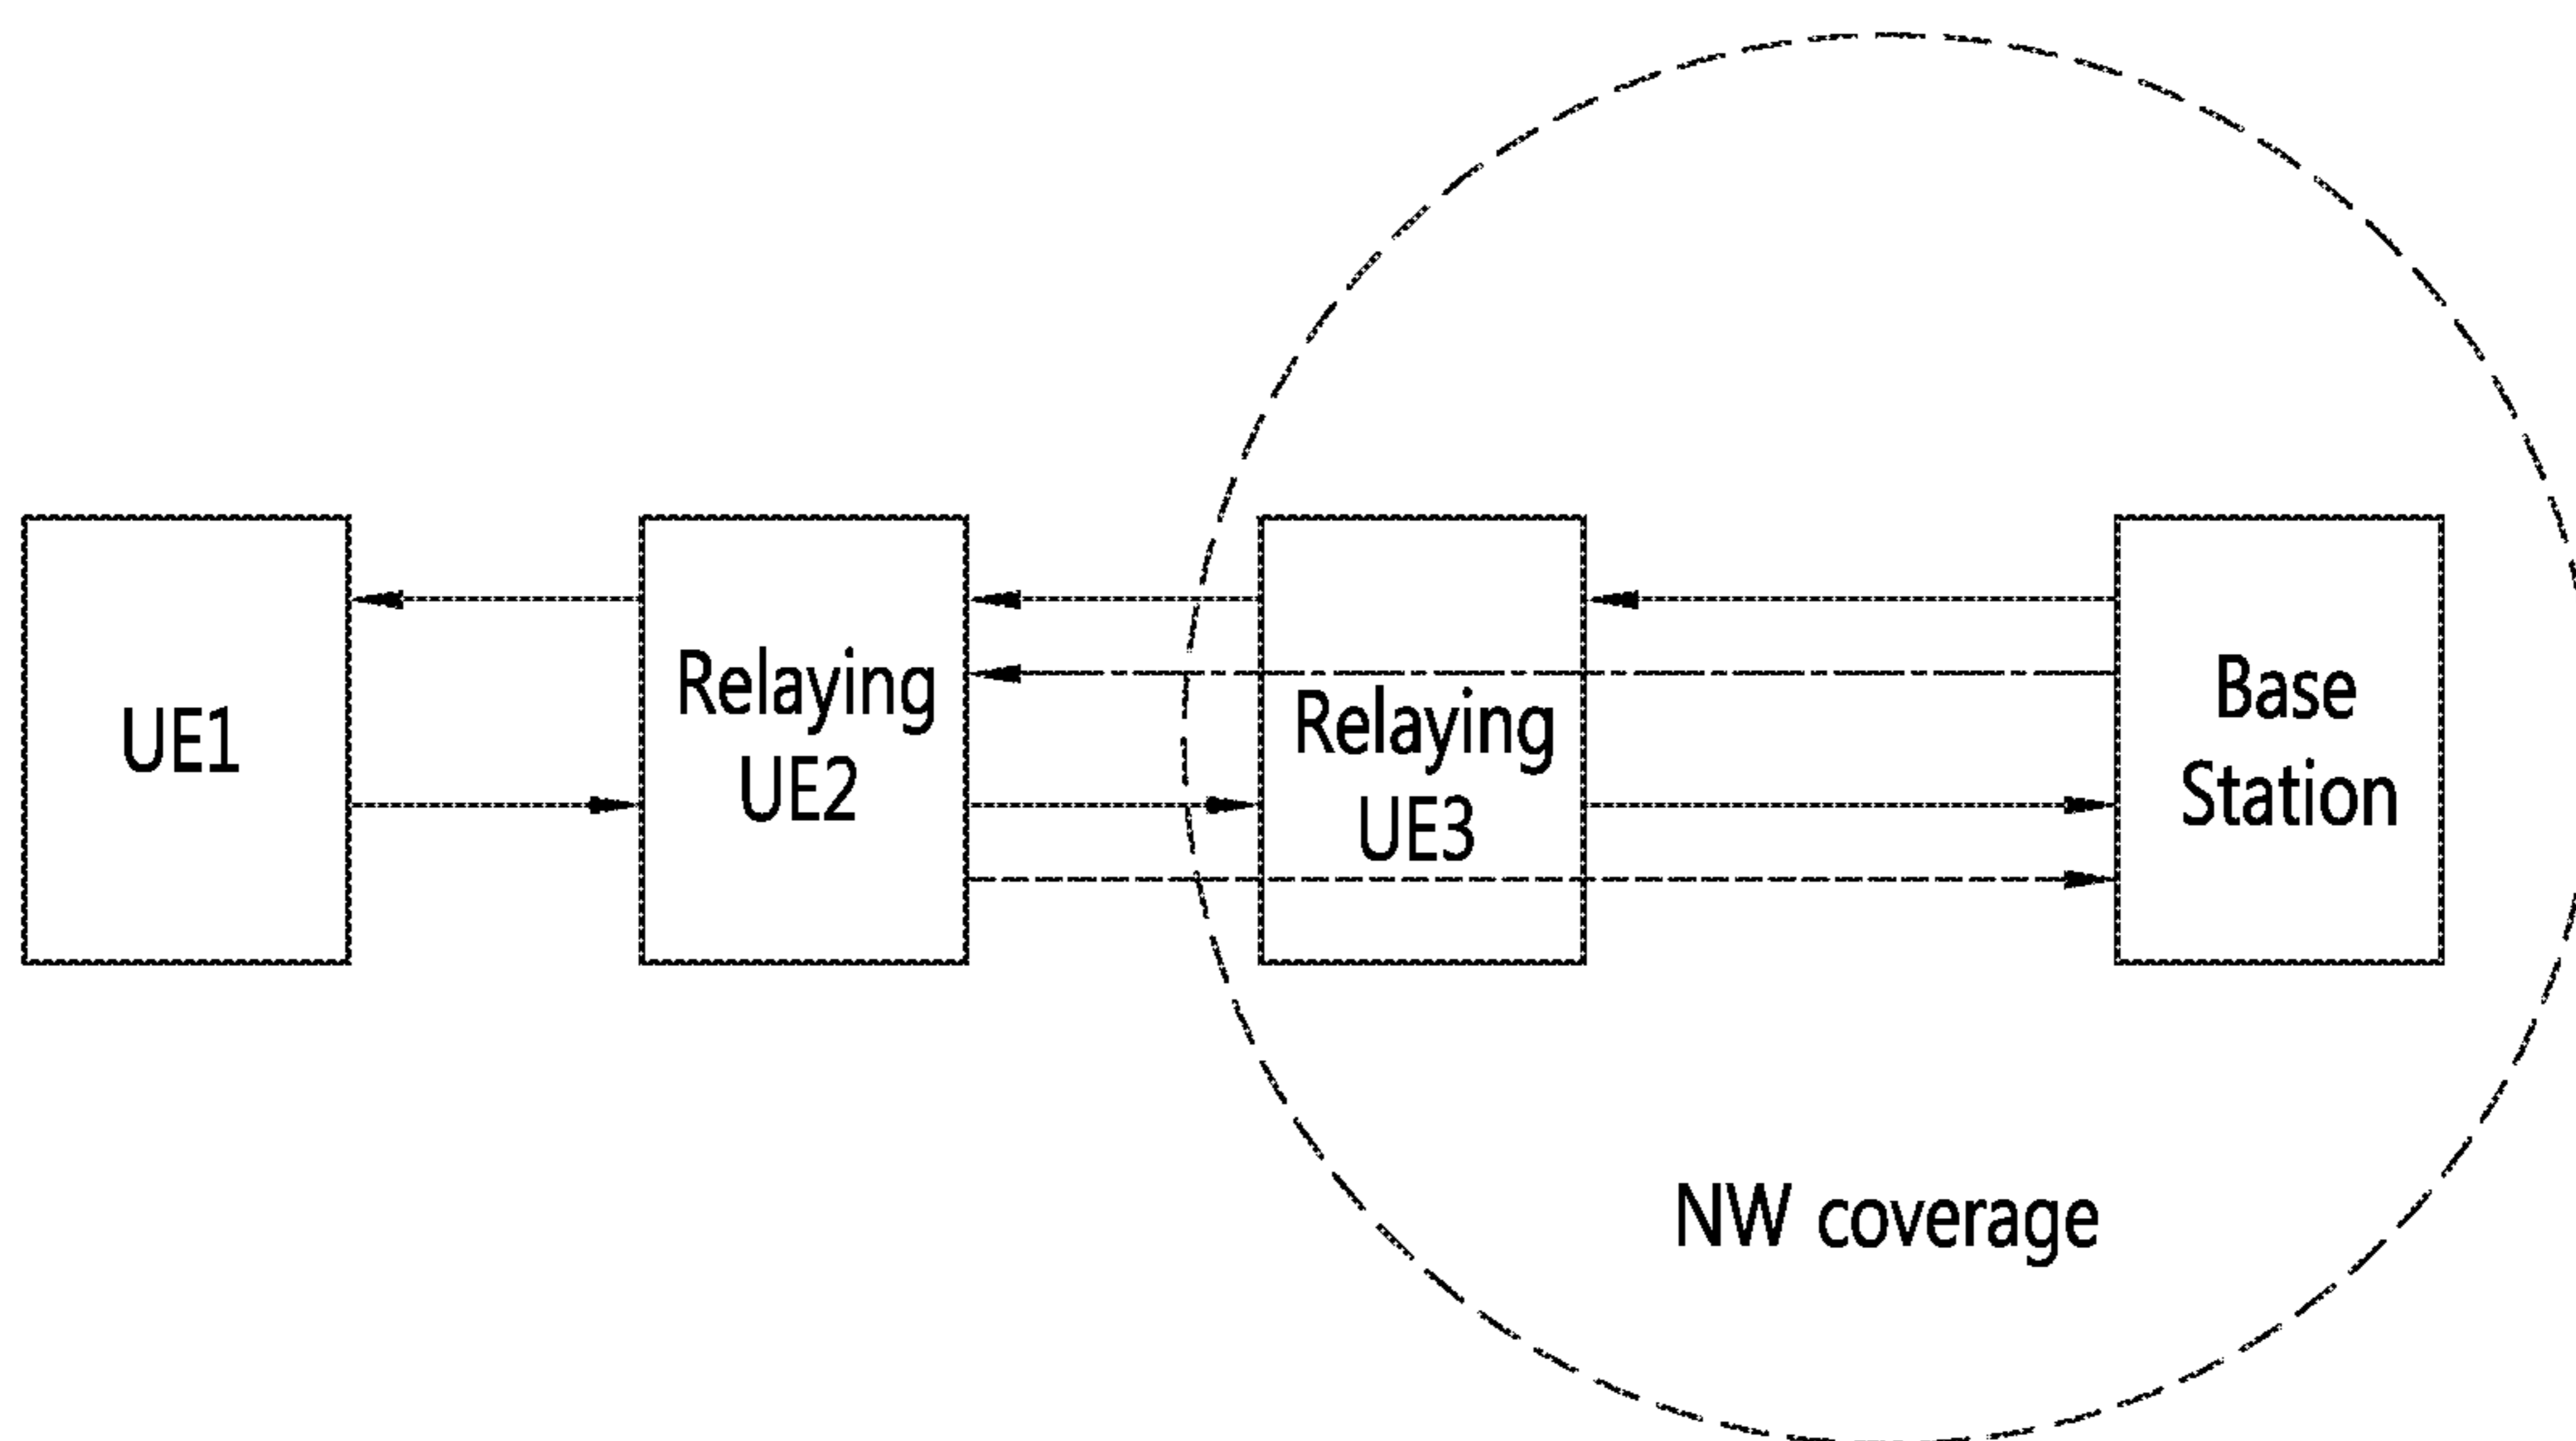 UE1
Relaying
UE2
Relaying
UE3
Base
Station
NW coverage